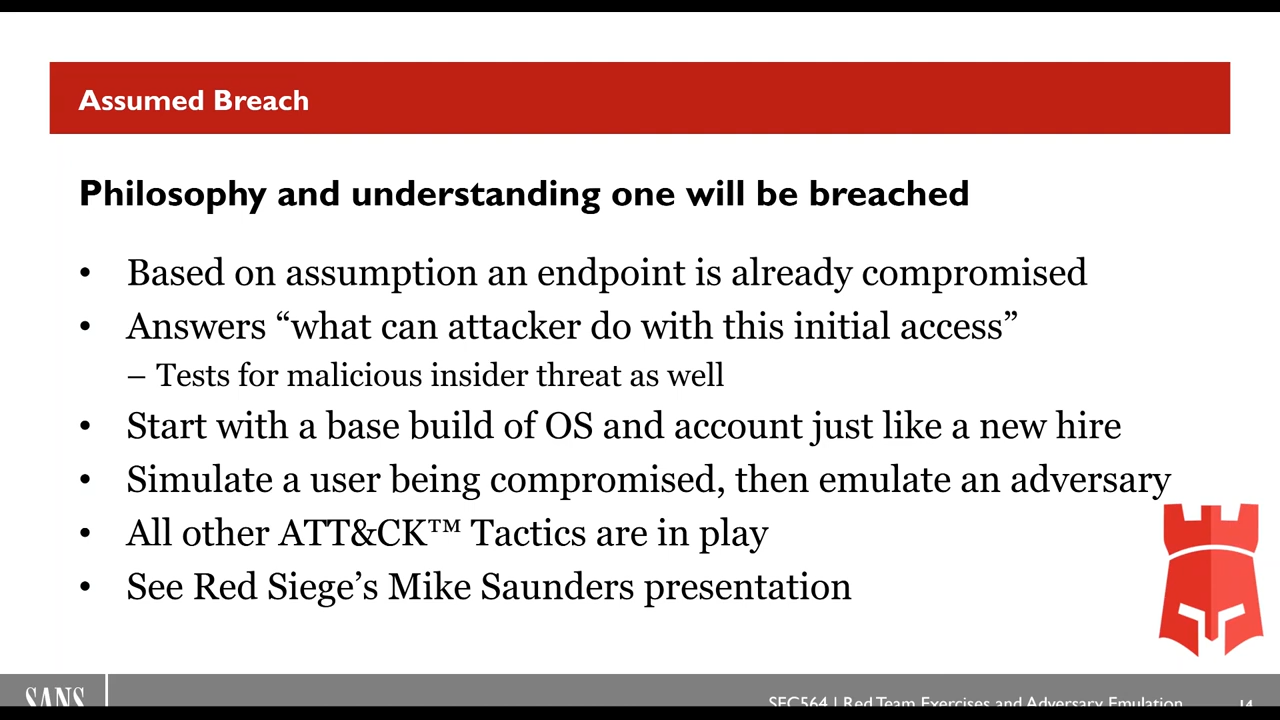 Assumed Breach
Philosophy and understanding one will be breached
• Based on assumption an endpoint is already compromised
• Answers “what can attacker do with this initial access”
– Tests for malicious insider threat as well
• Start with a base build of OS and account just like a new hire
• Simulate a user being compromised, then emulate an adversary
• All other ATT&CK™ Tactics are in play
• See Red Siege’s Mike Saunders presentation
SANS
SEC564 | Red Team Exercises and Adversary Emulation
14